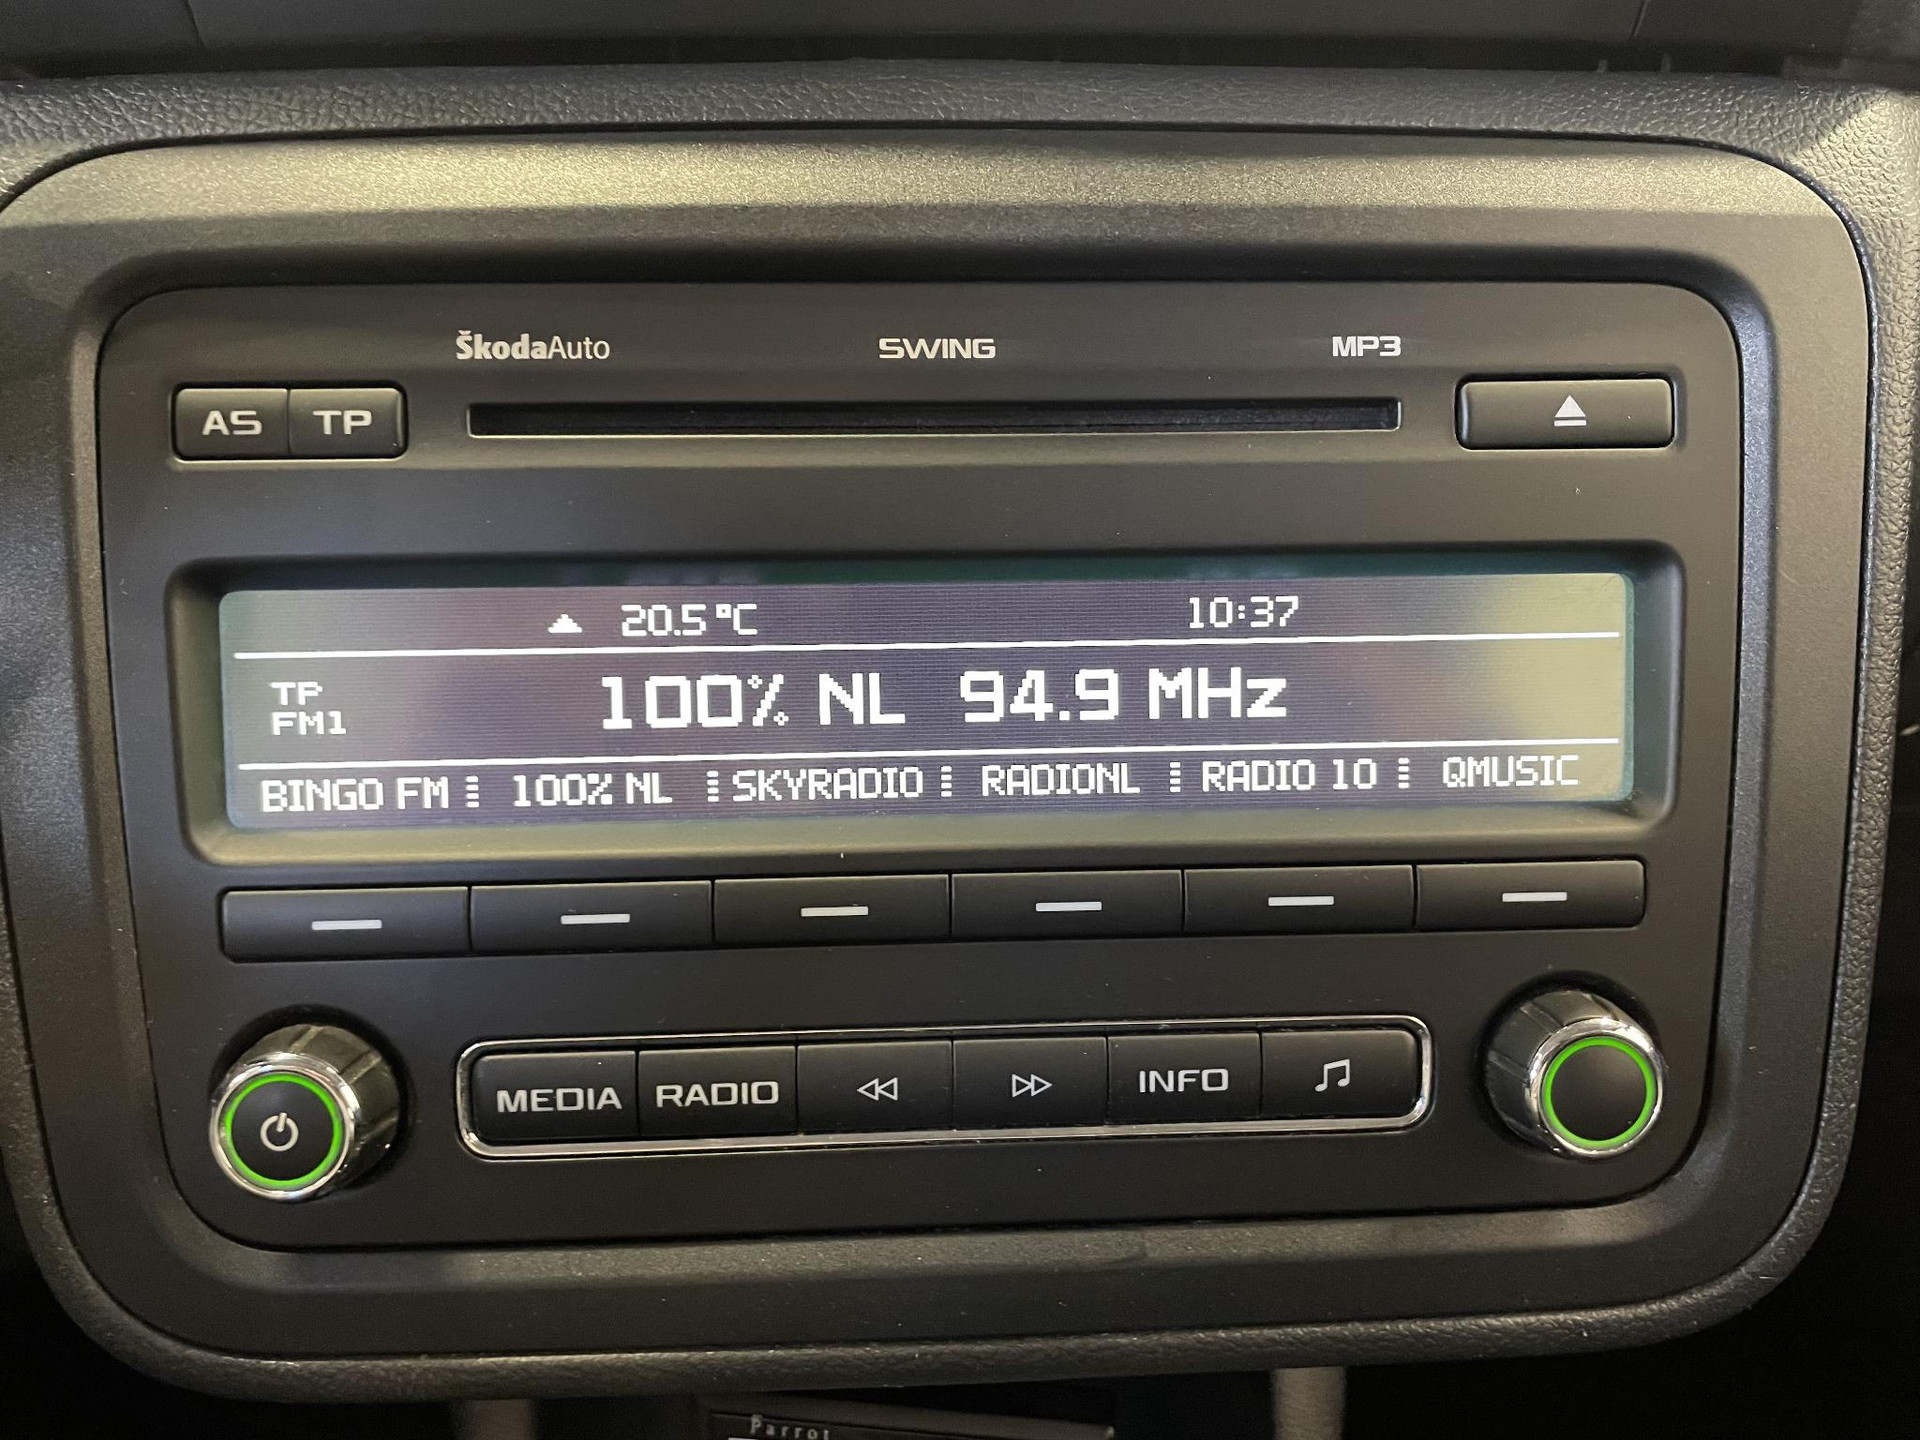 ŠkodaAuto SWING MP3
AS TP
20.5°C 10:37
TP
FM1
100% NL 94.9 MHz
BINGO FM 100% NL SKYRADIO RADIONL RADIO 10 QMUSIC
MEDIA RADIO INFO
Parrot